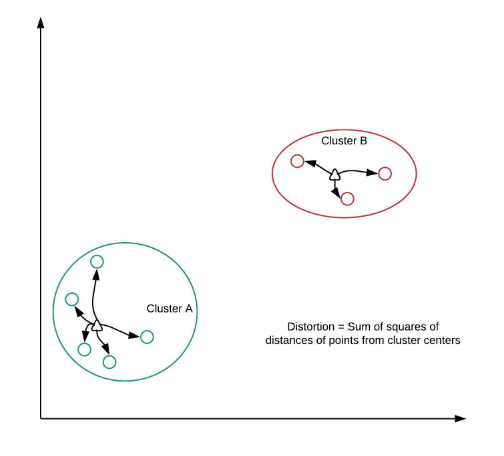 Cluster B
Cluster A
Distortion = Sum of squares of
distances of points from cluster centers